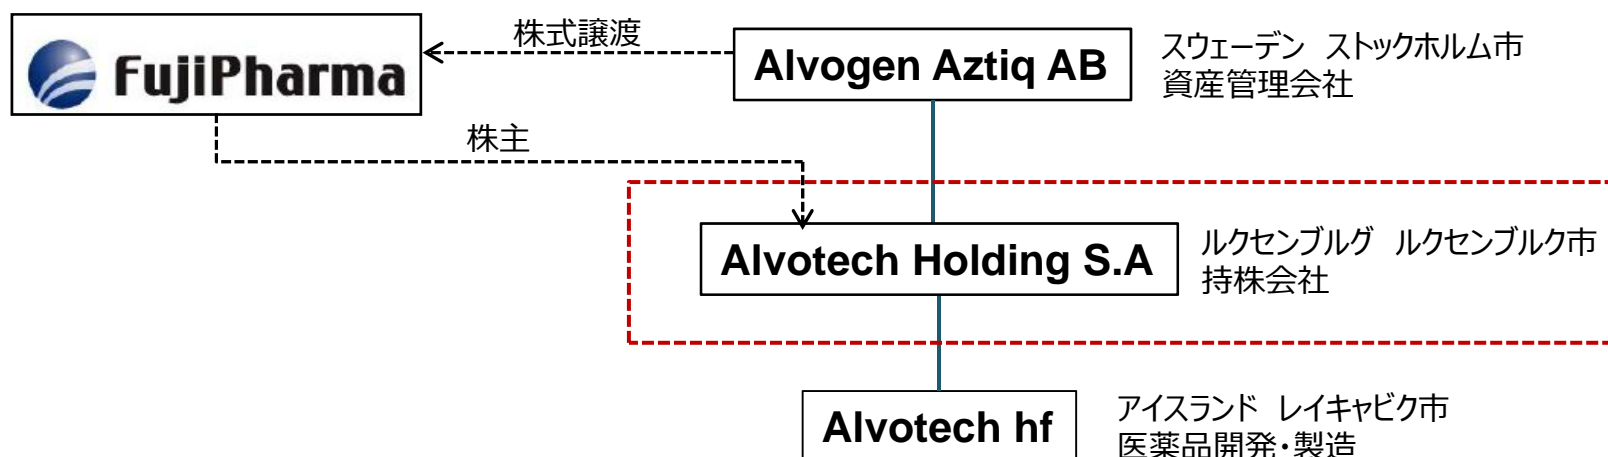 FujiPharma
株式譲渡
Alvogen Aztiq AB
スウェーデン ストックホルム市
資産管理会社
株主
Alvotech Holding S.A
ルクセンブルグ ルクセンブルク市
持株会社
Alvotech hf
アイスランド レイキャビク市
医薬品開発・製造